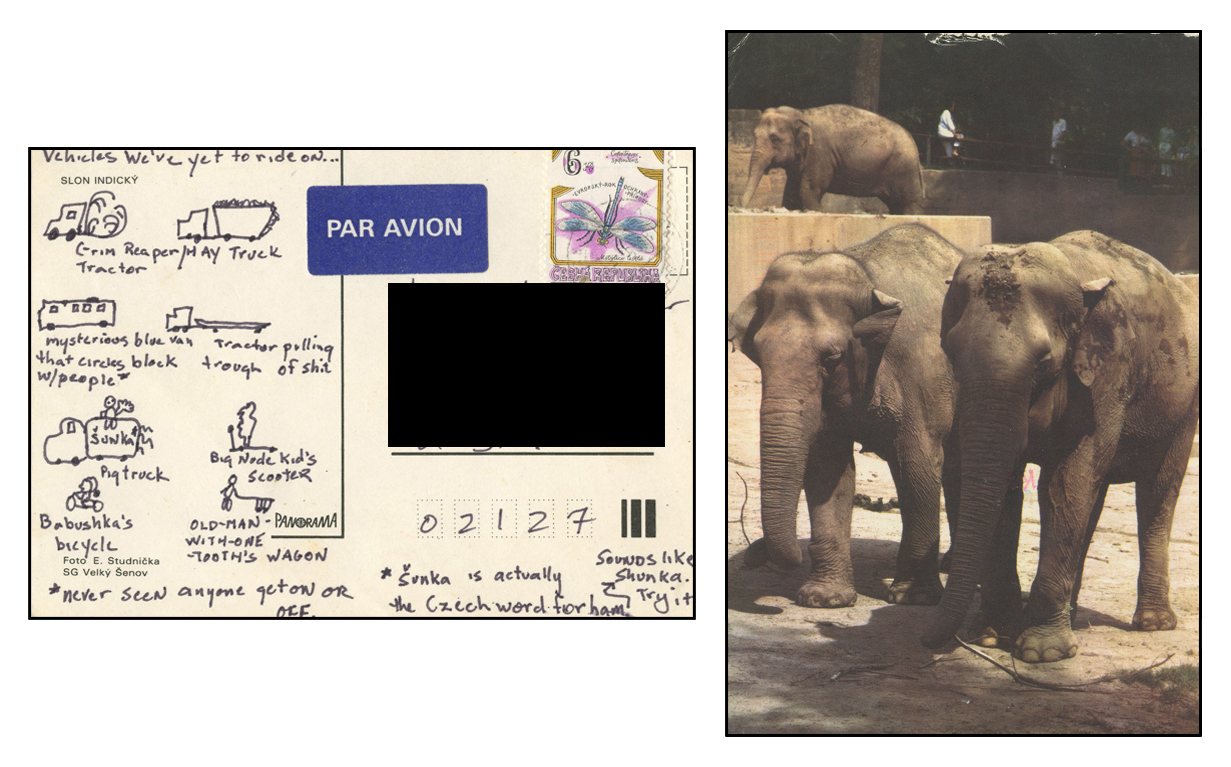 Vehicles We've yet to ride on...
SLON INDICKÝ
Grim Reaper/HAY Truck
Tractor
mysterious blue van
that circles block
w/people*
Tractor pulling
trough of shit
Šunka
Pig truck
Big Node Kid's
SCOOTER
Babushka's
bicycle
OLD-MAN-
WITH-ONE
-TOOTH'S WAGON
PANORAMA
Foto E. Studnička
SG Velký Šenov
*never seen anyone get on OR
OFF.
PAR AVION
6
EVROPSKÝ ROK OCHRANY PŘÍRODY
ČESKÁ REPUBLIKA
02127
* Šunka is actually
the Czech word for ham.
Sounds like
Shunka.
Try it